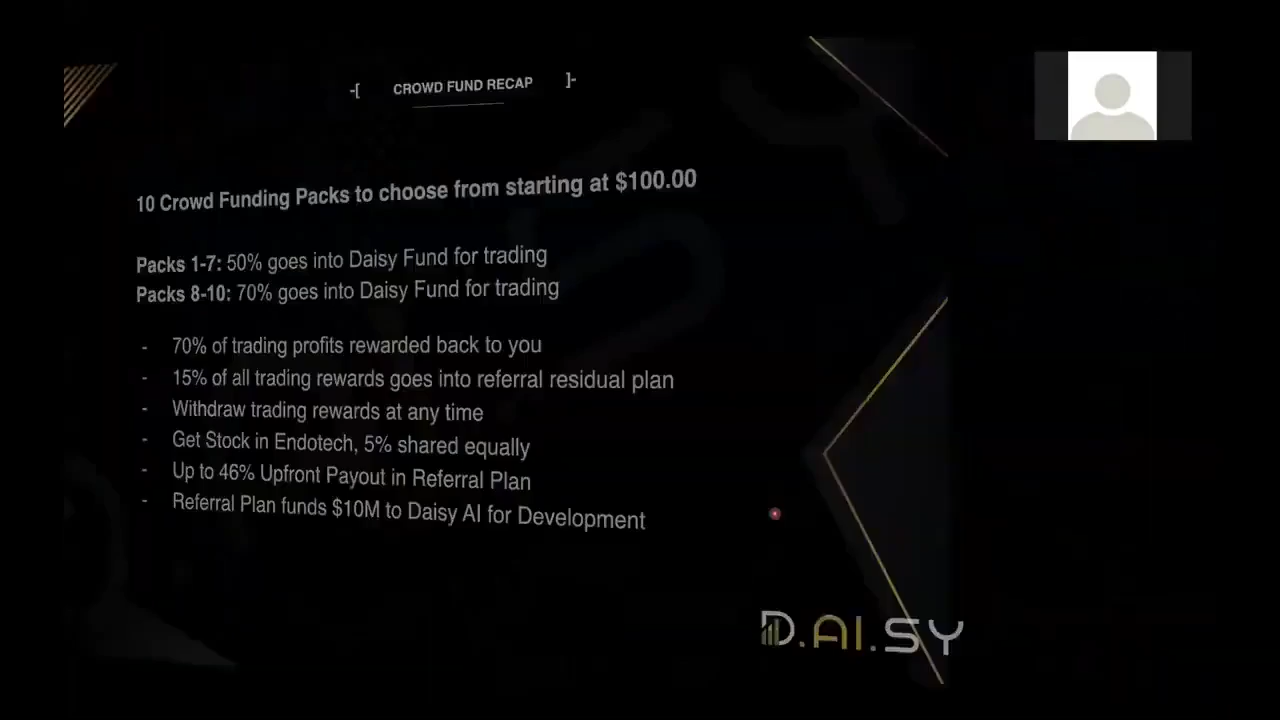 -[ CROWD FUND RECAP ]-
10 Crowd Funding Packs to choose from starting at $100.00
Packs 1-7: 50% goes into Daisy Fund for trading
Packs 8-10: 70% goes into Daisy Fund for trading
- 70% of trading profits rewarded back to you
- 15% of all trading rewards goes into referral residual plan
- Withdraw trading rewards at any time
- Get Stock in Endotech, 5% shared equally
- Up to 46% Upfront Payout in Referral Plan
- Referral Plan funds $10M to Daisy AI for Development
D.AI.SY